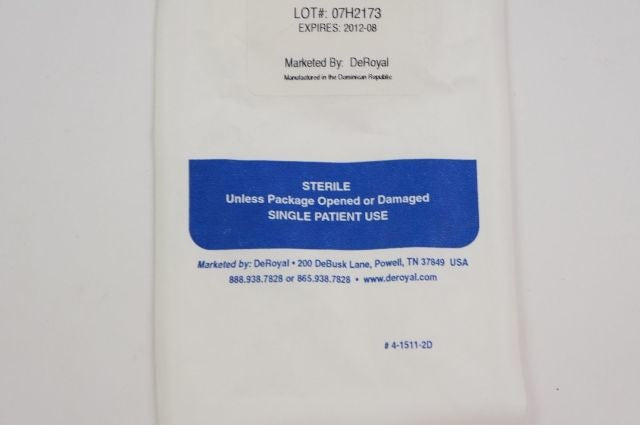 LOT#: 07H2173
EXPIRES: 2012-08
Marketed By: DeRoyal
Manufactured in the Dominican Republic
STERILE
Unless Package Opened or Damaged
SINGLE PATIENT USE
Marketed by: DeRoyal • 200 DeBusk Lane, Powell, TN 37849 USA
888.938.7828 or 865.938.7828 • www.deroyal.com
# 4-1511-2D